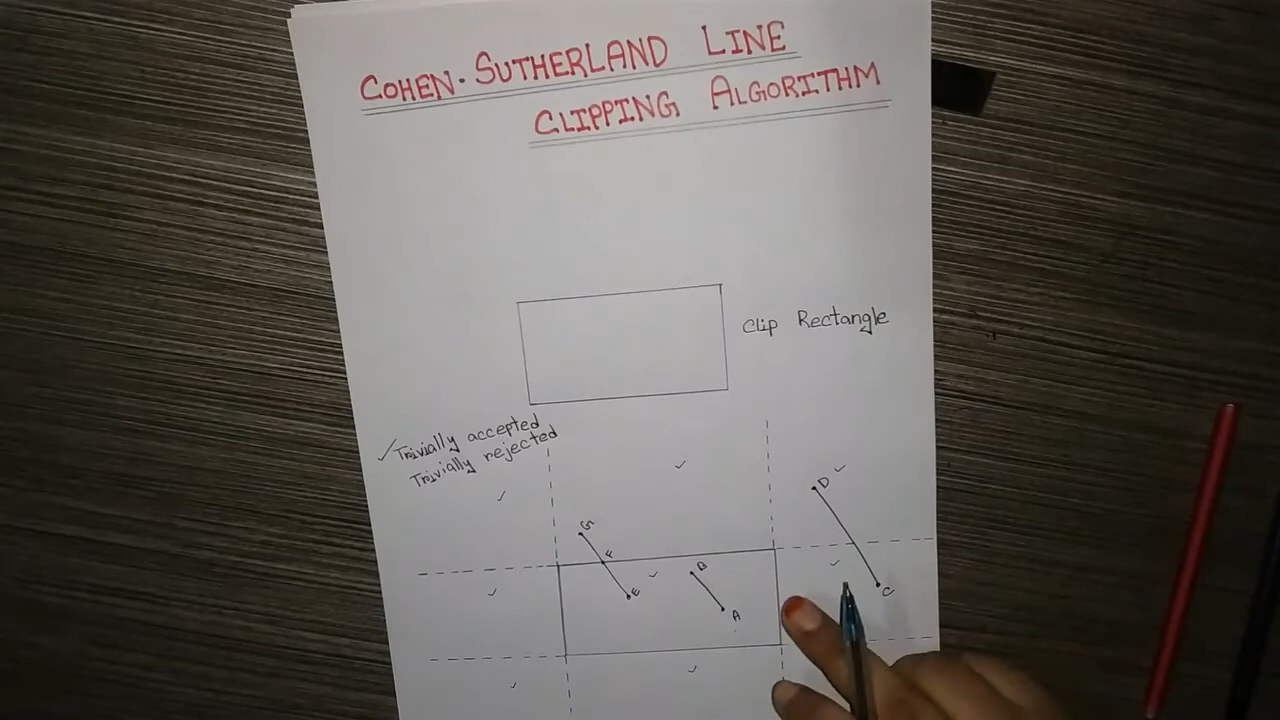 COHEN-SUTHERLAND LINE
CLIPPING ALGORITHM
Clip Rectangle
Trivially accepted
Trivially rejected
D
G
F
B
E
A
C